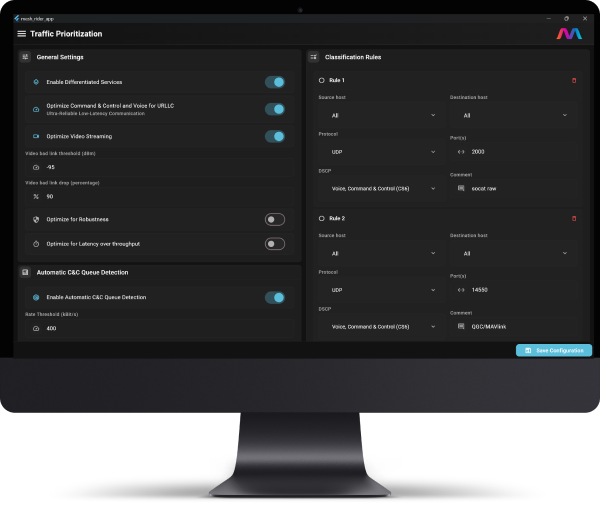 mesh_rider_app
Traffic Prioritization
General Settings
Enable Differentiated Services
Optimize Command & Control and Voice for URLLC
Ultra-Reliable Low-Latency Communication
Optimize Video Streaming
Video bad link threshold (dBm)
-95
Video bad link drop (percentage)
90
Optimize for Robustness
Optimize for Latency over throughput
Automatic C&C Queue Detection
Enable Automatic C&C Queue Detection
Rate Threshold (kBit/s)
400
Classification Rules
Rule 1
Source host
Destination host
All
All
Protocol
Port(s)
UDP
2000
DSCP
Comment
Voice, Command & Control (CS6)
socat raw
Rule 2
Source host
Destination host
All
All
Protocol
Port(s)
UDP
14550
DSCP
Comment
Voice, Command & Control (CS6)
QGC/MAVlink
Save Configuration